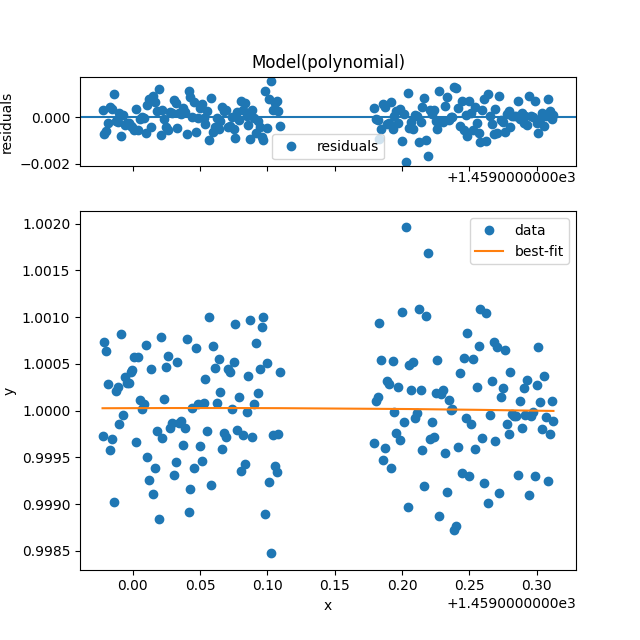 Model(polynomial)
residuals
0.000
−0.002
residuals
+1.4590000000e3
y
1.0020
1.0015
1.0010
1.0005
1.0000
0.9995
0.9990
0.9985
data
best-fit
0.00 0.05 0.10 0.15 0.20 0.25 0.30
x
+1.4590000000e3